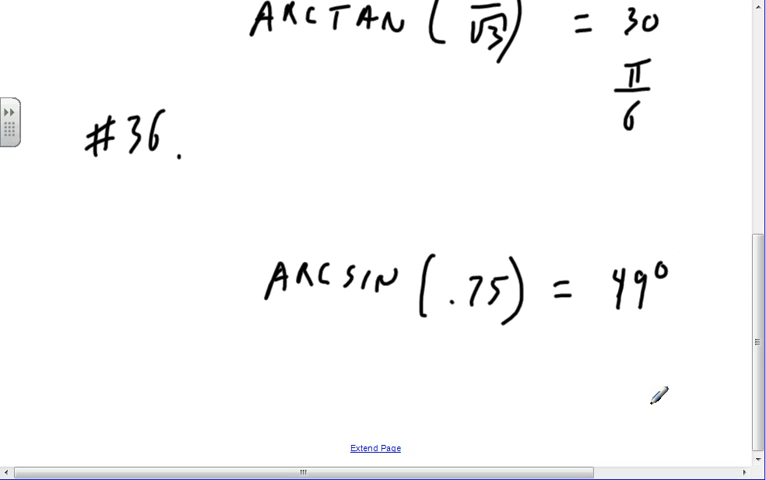 ARCTAN ( √3 ) = 30
π
6
#36.
ARCSIN (.75) = 49°
Extend Page